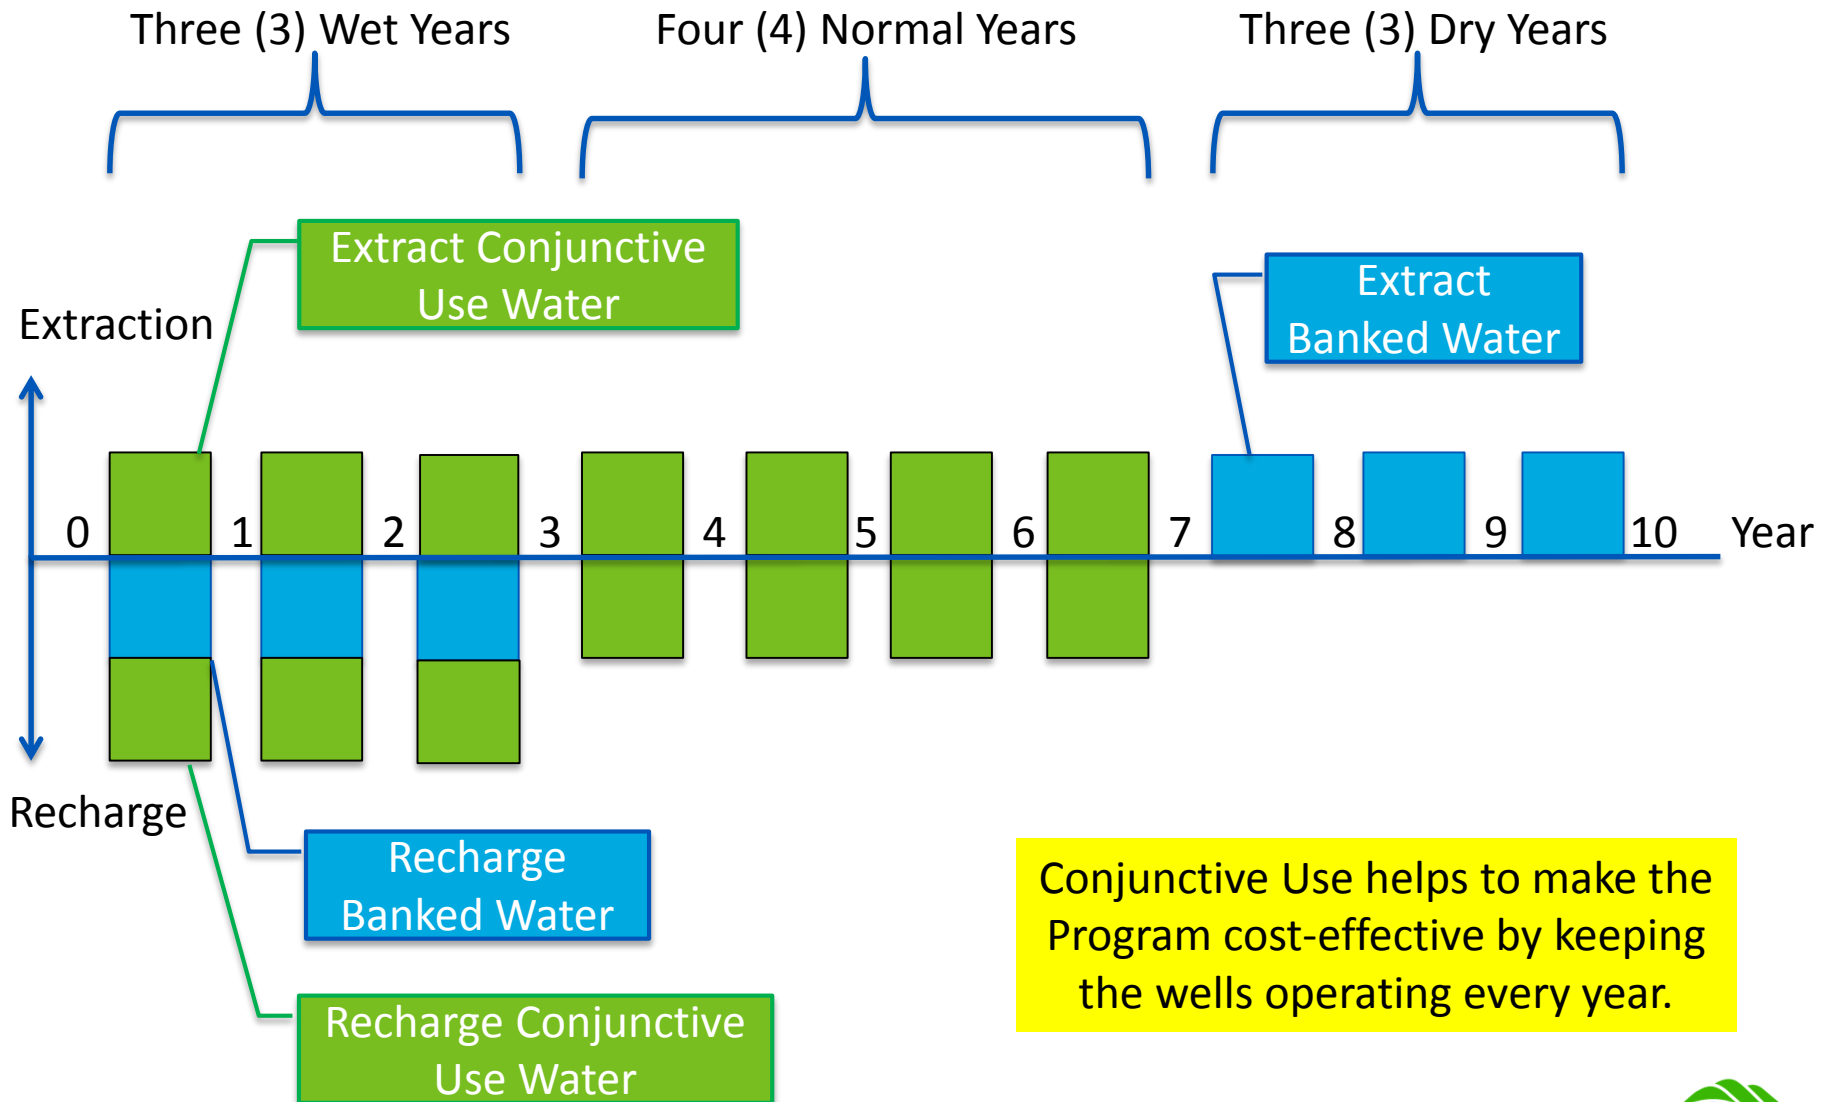 Three (3) Wet Years
Four (4) Normal Years
Three (3) Dry Years
Extract Conjunctive
Use Water
Extract
Banked Water
Extraction
0 1 2 3 4 5 6 7 8 9 10 Year
Recharge
Recharge
Banked Water
Recharge Conjunctive
Use Water
Conjunctive Use helps to make the
Program cost-effective by keeping
the wells operating every year.